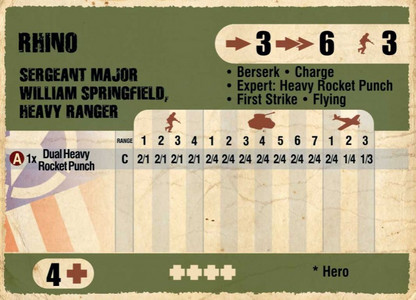 RHINO
3 6 3
SERGEANT MAJOR
WILLIAM SPRINGFIELD,
HEAVY RANGER
• Berserk • Charge
• Expert: Heavy Rocket Punch
• First Strike • Flying
RANGE 1 2 3 4 1 2 3 4 5 6 7 1 2 3
A 1x Dual Heavy
Rocket Punch
C 2/1 2/1 2/1 2/1 2/4 2/4 2/4 2/4 2/4 2/4 2/4 2/4 1/4 1/3
4
* Hero